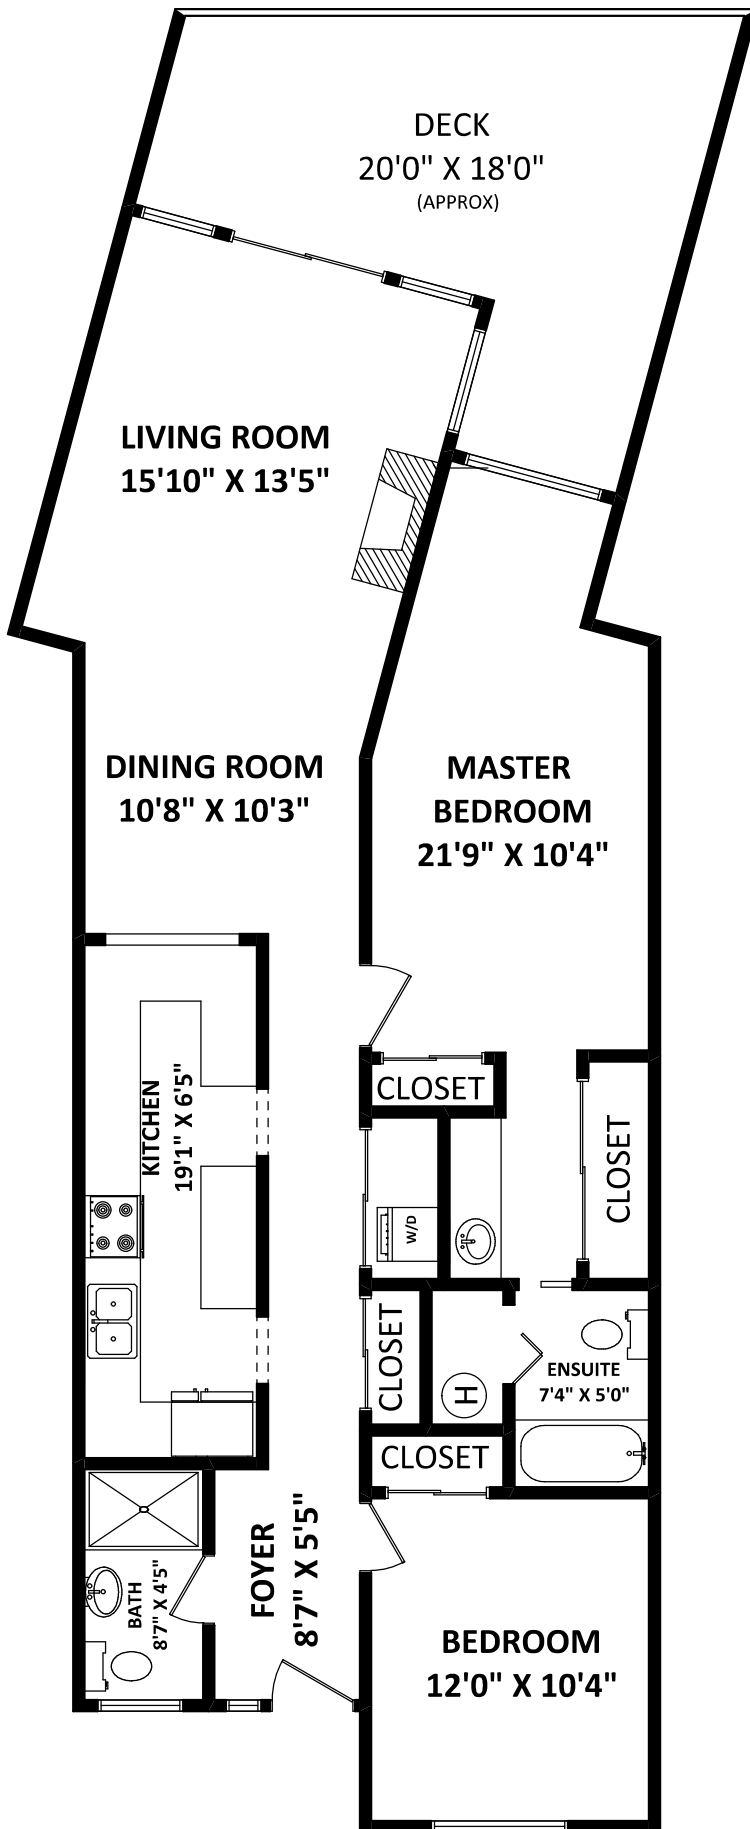 DECK
20'0" X 18'0"
(APPROX)
LIVING ROOM
15'10" X 13'5"
DINING ROOM
10'8" X 10'3"
MASTER
BEDROOM
21'9" X 10'4"
KITCHEN
19'1" X 6'5"
CLOSET
CLOSET
W/D
CLOSET
H
ENSUITE
7'4" X 5'0"
CLOSET
FOYER
8'7" X 5'5"
BATH
8'7" X 4'5"
BEDROOM
12'0" X 10'4"